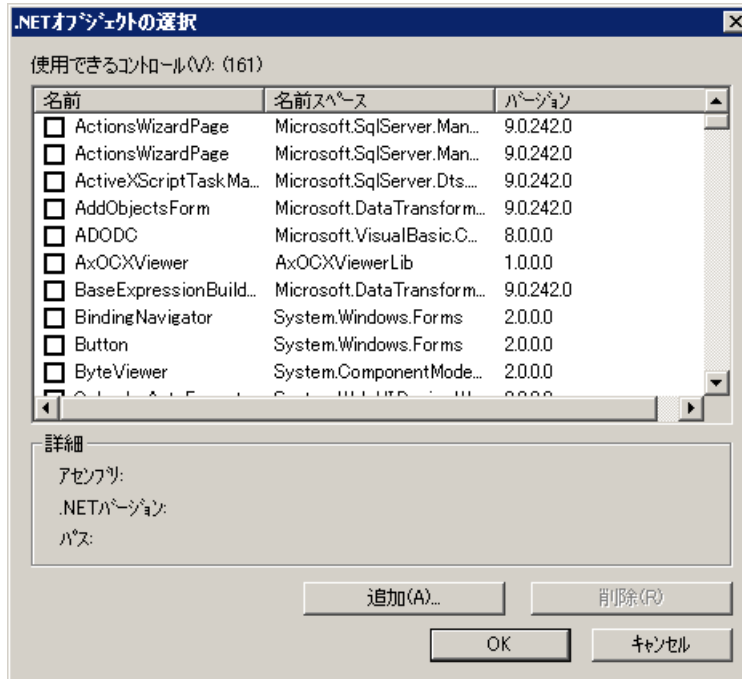 .NETオブジェクトの選択
使用できるコントロール(V): (161)
名前 名前スペース バージョン
ActionsWizardPage Microsoft.SqlServer.Man... 9.0.242.0
ActionsWizardPage Microsoft.SqlServer.Man... 9.0.242.0
ActiveXScriptTaskMa... Microsoft.SqlServer.Dts.... 9.0.242.0
AddObjectsForm Microsoft.DataTransform... 9.0.242.0
ADODC Microsoft.VisualBasic.C... 8.0.0.0
AxOCXViewer AxOCXViewerLib 1.0.0.0
BaseExpressionBuild... Microsoft.DataTransform... 9.0.242.0
BindingNavigator System.Windows.Forms 2.0.0.0
Button System.Windows.Forms 2.0.0.0
ByteViewer System.ComponentMode... 2.0.0.0
詳細
アセンブリ:
.NETバージョン:
パス:
追加(A)... 削除(R)
OK キャンセル